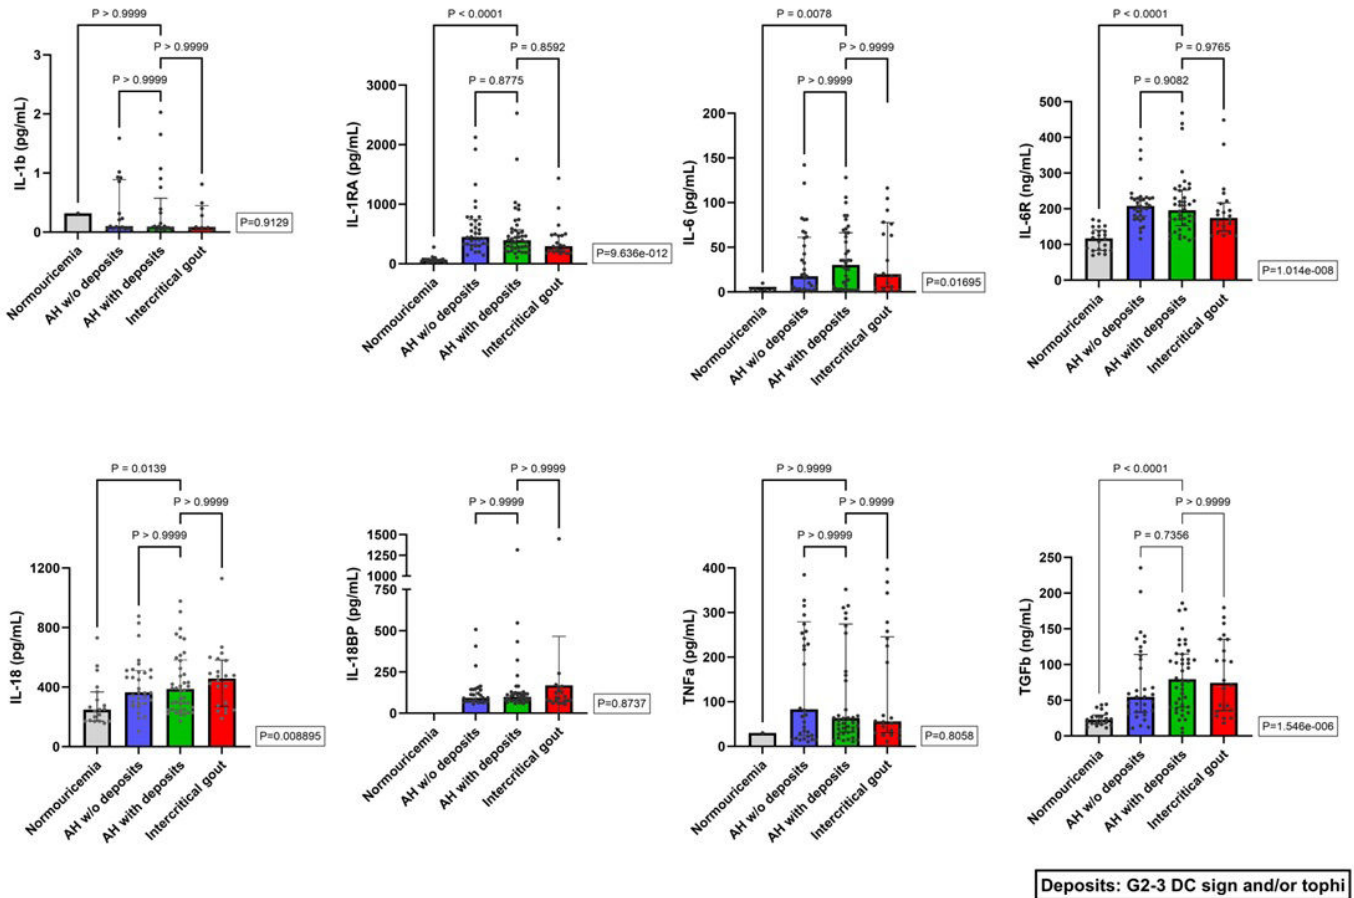 P > 0.9999
P > 0.9999
P > 0.9999
IL-1b (pg/mL)
3
2
1
0
P=0.9129
Normouricemia
AH w/o deposits
AH with deposits
Intercritical gout
P < 0.0001
P = 0.8592
P = 0.8775
IL-1RA (pg/mL)
3000
2000
1000
0
P=9.636e-012
Normouricemia
AH w/o deposits
AH with deposits
Intercritical gout
P = 0.0078
P > 0.9999
P > 0.9999
IL-6 (pg/mL)
200
150
100
50
0
P=0.01695
Normouricemia
AH w/o deposits
AH with deposits
Intercritical gout
P < 0.0001
P = 0.9765
P = 0.9082
IL-6R (ng/mL)
500
400
300
200
100
0
P=1.014e-008
Normouricemia
AH w/o deposits
AH with deposits
Intercritical gout
P = 0.0139
P > 0.9999
P > 0.9999
IL-18 (pg/mL)
1200
800
400
0
P=0.008895
Normouricemia
AH w/o deposits
AH with deposits
Intercritical gout
P > 0.9999
P > 0.9999
IL-18BP (pg/mL)
1500
1250
1000
750
500
250
0
P=0.8737
Normouricemia
AH w/o deposits
AH with deposits
Intercritical gout
P > 0.9999
P > 0.9999
P > 0.9999
TNFa (pg/mL)
400
300
200
100
0
P=0.8058
Normouricemia
AH w/o deposits
AH with deposits
Intercritical gout
P < 0.0001
P > 0.9999
P = 0.7356
TGFb (ng/mL)
250
200
150
100
50
0
P=1.546e-006
Normouricemia
AH w/o deposits
AH with deposits
Intercritical gout
Deposits: G2-3 DC sign and/or tophi